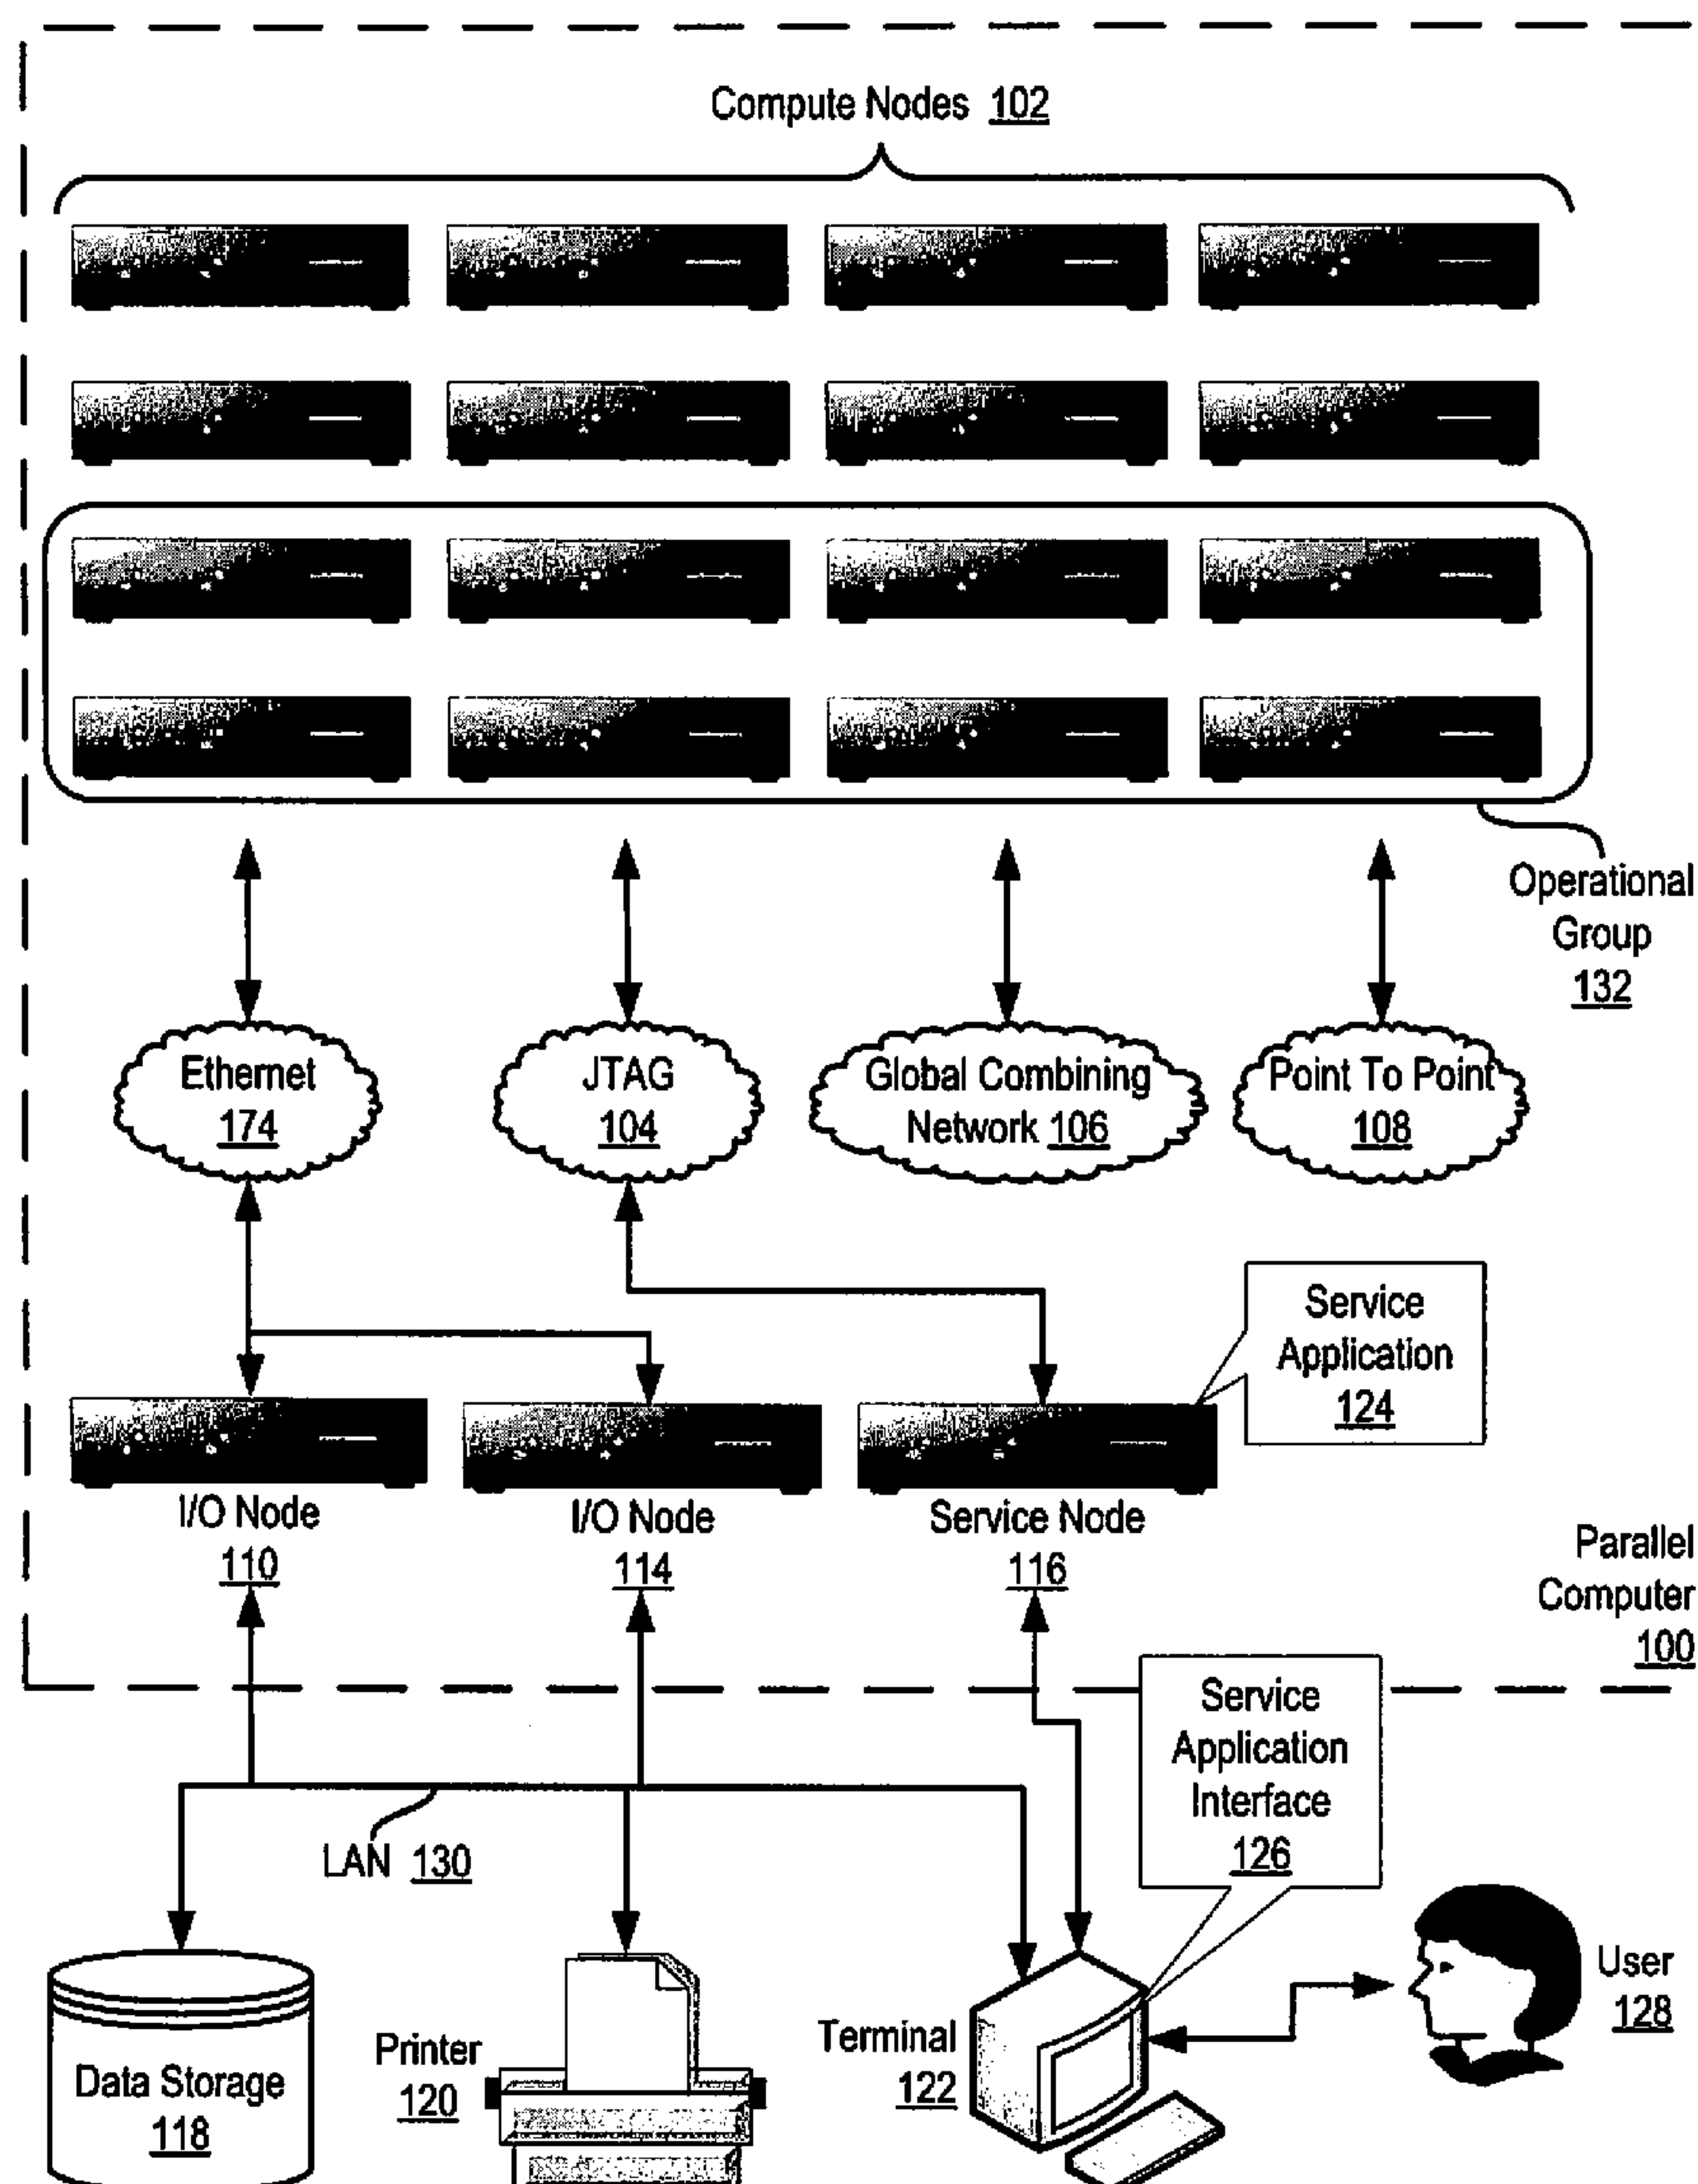 Compute Nodes 102
Operational
Group
132
Ethernet
174
JTAG
104
Global Combining
Network 106
Point To Point
108
Service
Application
124
I/O Node
110
I/O Node
114
Service Node
116
Parallel
Computer
100
Service
Application
Interface
126
LAN 130
Data Storage
118
Printer
120
Terminal
122
User
128